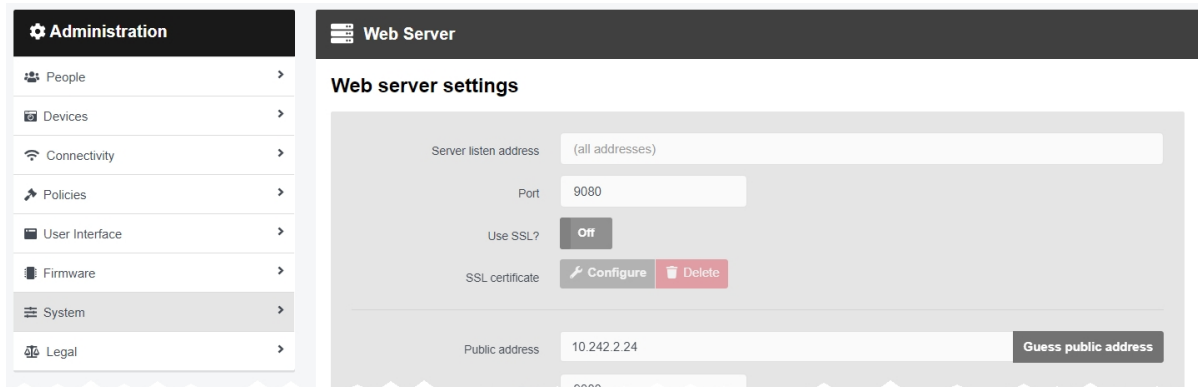 Administration
People
Devices
Connectivity
Policies
User Interface
Firmware
System
Legal
Web Server
Web server settings
Server listen address (all addresses)
Port 9080
Use SSL? Off
SSL certificate Configure Delete
Public address 10.242.2.24 Guess public address